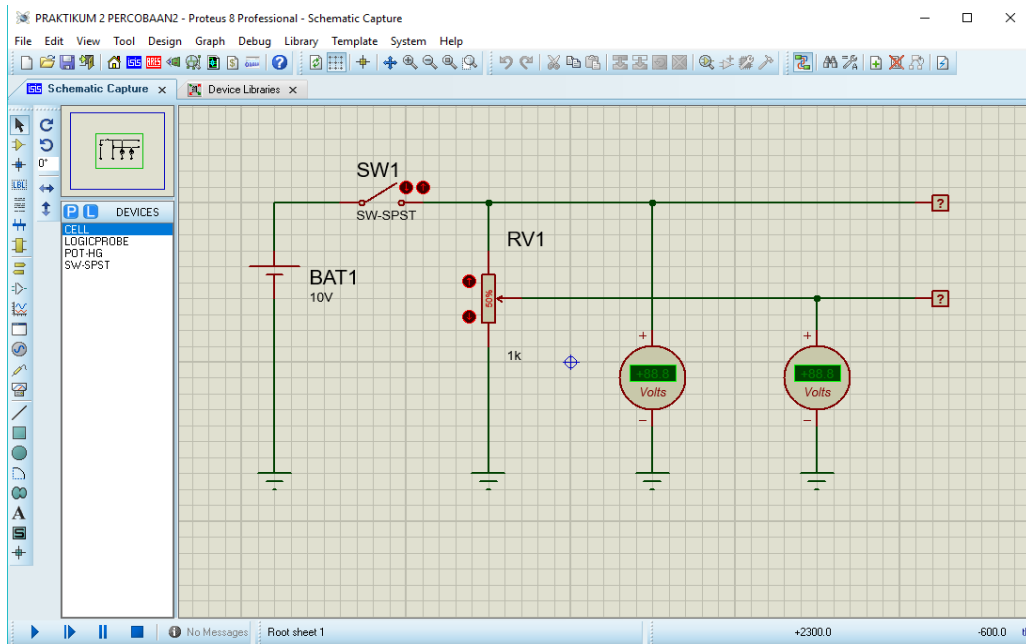 PRAKTIKUM 2 PERCOBAAN2 - Proteus 8 Professional - Schematic Capture
File Edit View Tool Design Graph Debug Library Template System Help
Schematic Capture x Device Libraries x
0°
LBL
P L DEVICES
CELL
LOGICPROBE
POT-HG
SW-SPST
A
S
SW1
SW-SPST
?
RV1
BAT1
10V
50%
?
1k
+
+
+88.8
+88.8
Volts
Volts
−
−
No Messages Root sheet 1 +2300.0 -600.0